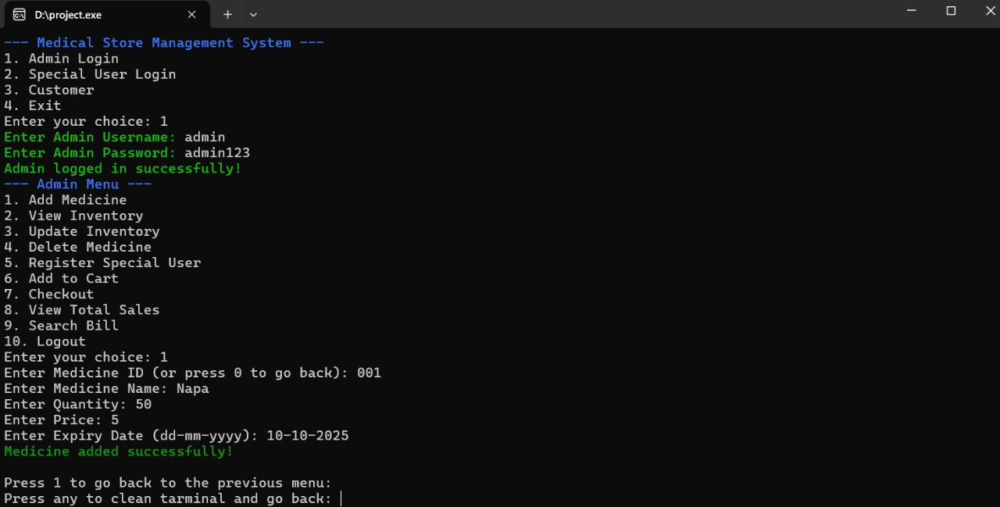 D:\project.exe
--- Medical Store Management System ---
1. Admin Login
2. Special User Login
3. Customer
4. Exit
Enter your choice: 1
Enter Admin Username: admin
Enter Admin Password: admin123
Admin logged in successfully!
--- Admin Menu ---
1. Add Medicine
2. View Inventory
3. Update Inventory
4. Delete Medicine
5. Register Special User
6. Add to Cart
7. Checkout
8. View Total Sales
9. Search Bill
10. Logout
Enter your choice: 1
Enter Medicine ID (or press 0 to go back): 001
Enter Medicine Name: Napa
Enter Quantity: 50
Enter Price: 5
Enter Expiry Date (dd-mm-yyyy): 10-10-2025
Medicine added successfully!
Press 1 to go back to the previous menu:
Press any to clean tarminal and go back: